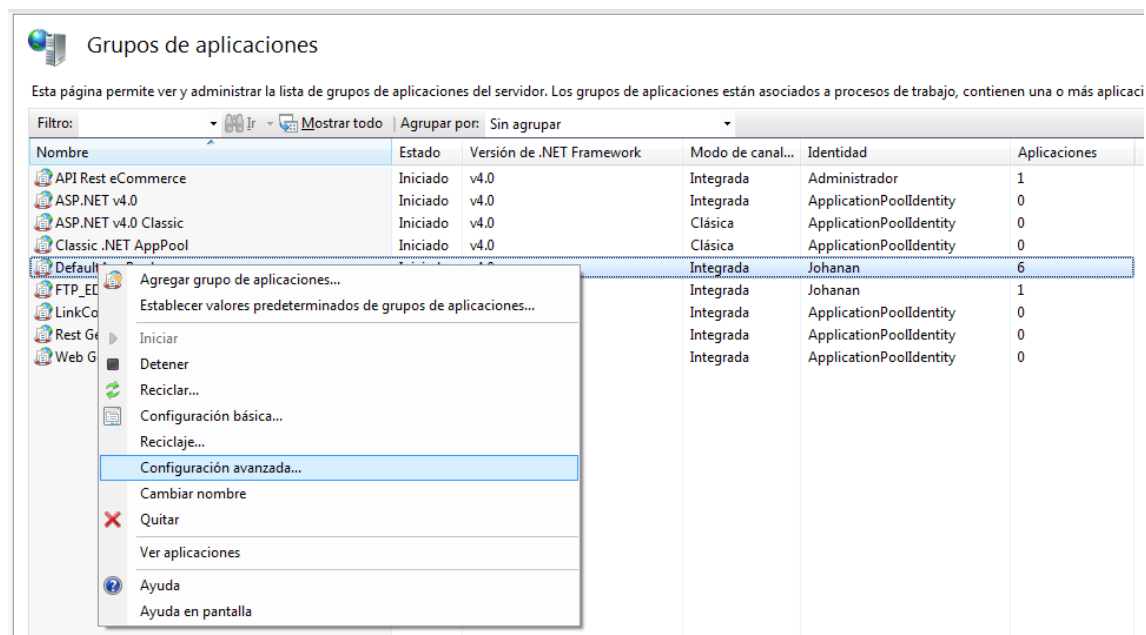 Grupos de aplicaciones
Esta página permite ver y administrar la lista de grupos de aplicaciones del servidor. Los grupos de aplicaciones están asociados a procesos de trabajo, contienen una o más aplicaci
Filtro: Ir Mostrar todo Agrupar por: Sin agrupar
Nombre Estado Versión de .NET Framework Modo de canal... Identidad Aplicaciones
API Rest eCommerce Iniciado v4.0 Integrada Administrador 1
ASP.NET v4.0 Iniciado v4.0 Integrada ApplicationPoolIdentity 0
ASP.NET v4.0 Classic Iniciado v4.0 Clásica ApplicationPoolIdentity 0
Classic .NET AppPool Iniciado v4.0 Clásica ApplicationPoolIdentity 0
Default Integrada Johanan 6
FTP_ED Integrada Johanan 1
LinkCo Integrada ApplicationPoolIdentity 0
Rest Ge Integrada ApplicationPoolIdentity 0
Web G Integrada ApplicationPoolIdentity 0
Agregar grupo de aplicaciones...
Establecer valores predeterminados de grupos de aplicaciones...
Iniciar
Detener
Reciclar...
Configuración básica...
Reciclaje...
Configuración avanzada...
Cambiar nombre
Quitar
Ver aplicaciones
Ayuda
Ayuda en pantalla